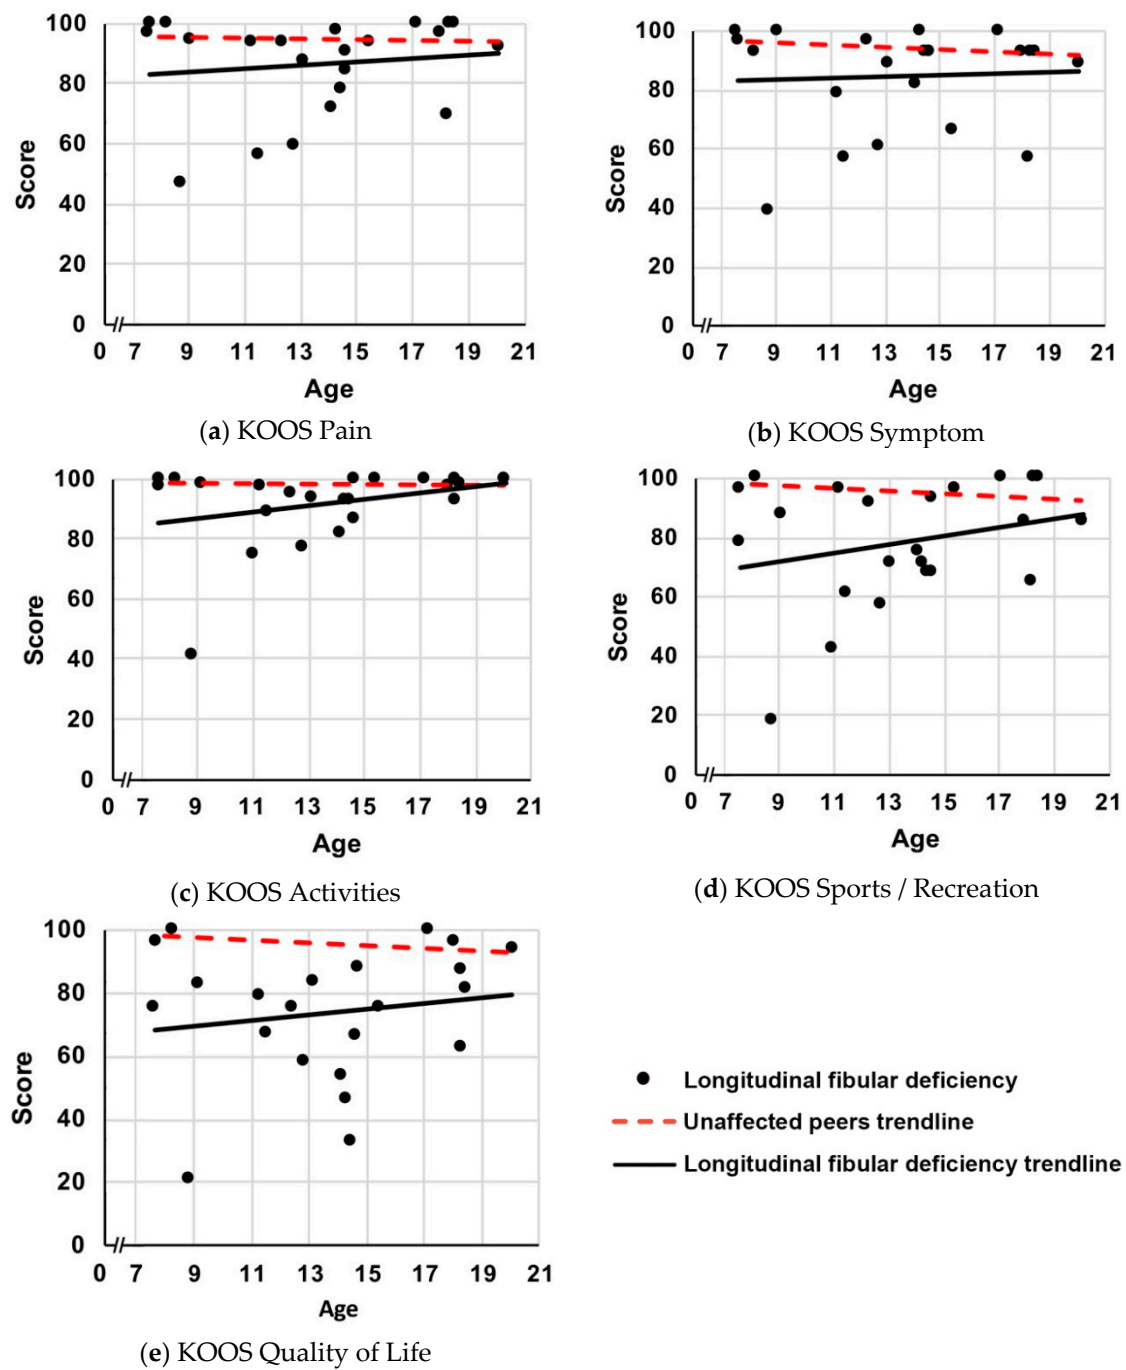 100
80
60
40
20
0
Score
0 7 9 11 13 15 17 19 21
Age
(a) KOOS Pain
100
80
60
40
20
0
Score
0 7 9 11 13 15 17 19 21
Age
(b) KOOS Symptom
100
80
60
40
20
0
Score
0 7 9 11 13 15 17 19 21
Age
(c) KOOS Activities
100
80
60
40
20
0
Score
0 7 9 11 13 15 17 19 21
Age
(d) KOOS Sports / Recreation
100
80
60
40
20
0
Score
0 7 9 11 13 15 17 19 21
Age
(e) KOOS Quality of Life
Longitudinal fibular deficiency
Unaffected peers trendline
Longitudinal fibular deficiency trendline